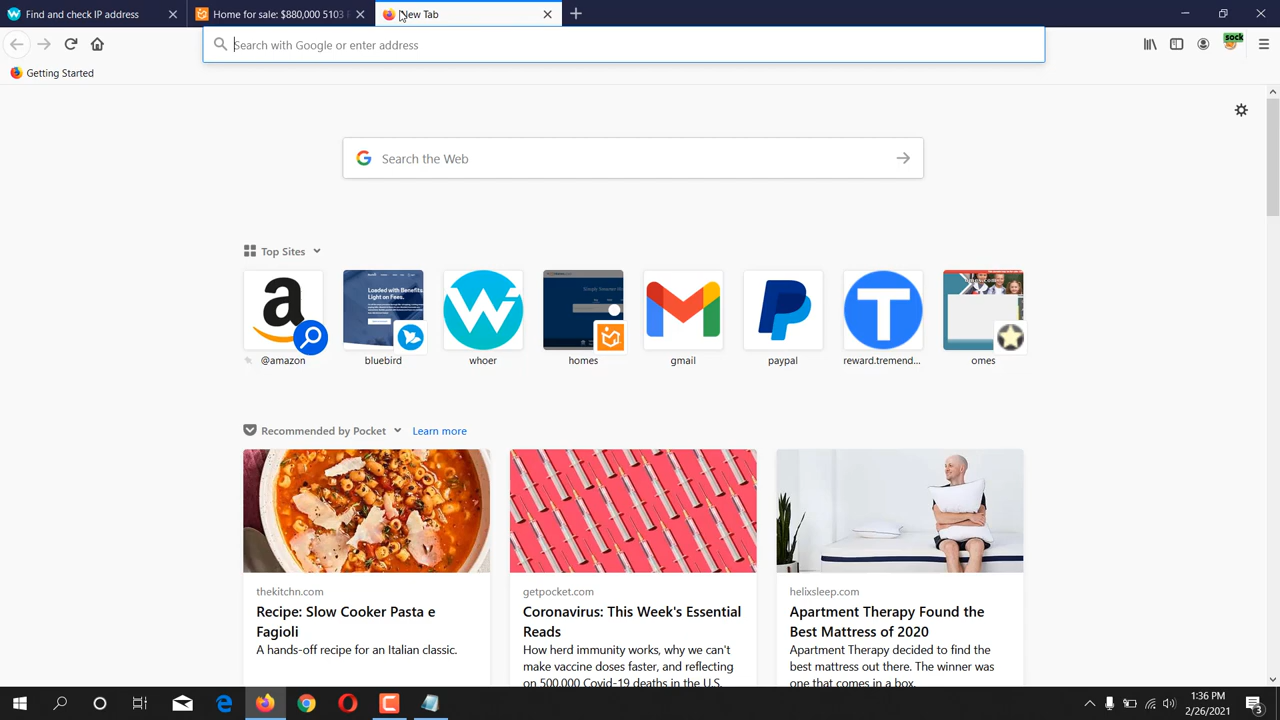 Find and check IP address
Home for sale: $880,000 5103
New Tab
sock
Search with Google or enter address
Getting Started
Search the Web
Top Sites
@amazon
bluebird
whoer
homes
gmail
paypal
reward.tremend...
omes
Loaded with Benefits.
Light on Fees.
Recommended by Pocket
Learn more
thekitchn.com
Recipe: Slow Cooker Pasta e
Fagioli
A hands-off recipe for an Italian classic.
getpocket.com
Coronavirus: This Week's Essential
Reads
How herd immunity works, why we can't
make vaccine doses faster, and reflecting
on 500,000 Covid-19 deaths in the U.S.
helixsleep.com
Apartment Therapy Found the
Best Mattress of 2020
Apartment Therapy decided to find the
best mattress out there. The winner was
one that comes in a box.
1:36 PM
2/26/2021
3